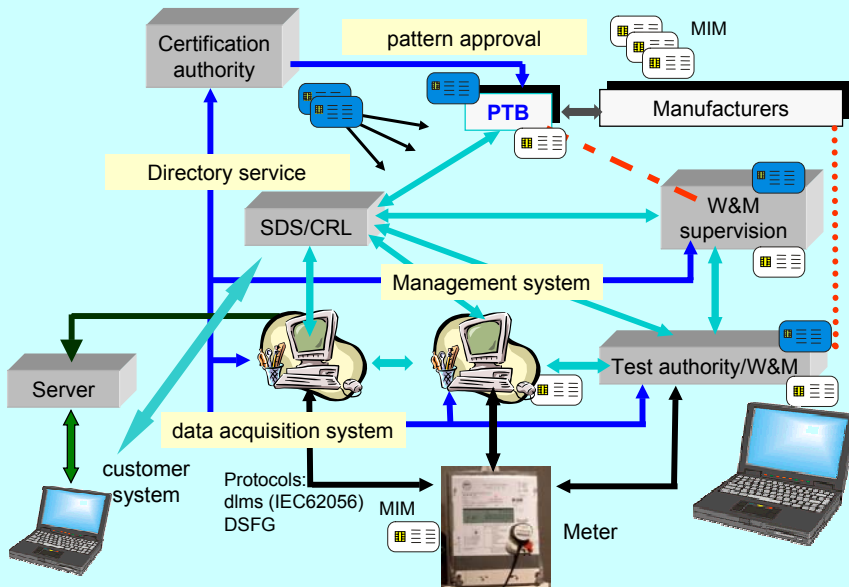 Certification
authority
pattern approval
MIM
PTB
Manufacturers
Directory service
SDS/CRL
W&M
supervision
Management system
Server
Test authority/W&M
data acquisition system
customer
system
Protocols:
dlms (IEC62056)
DSFG
MIM
Meter